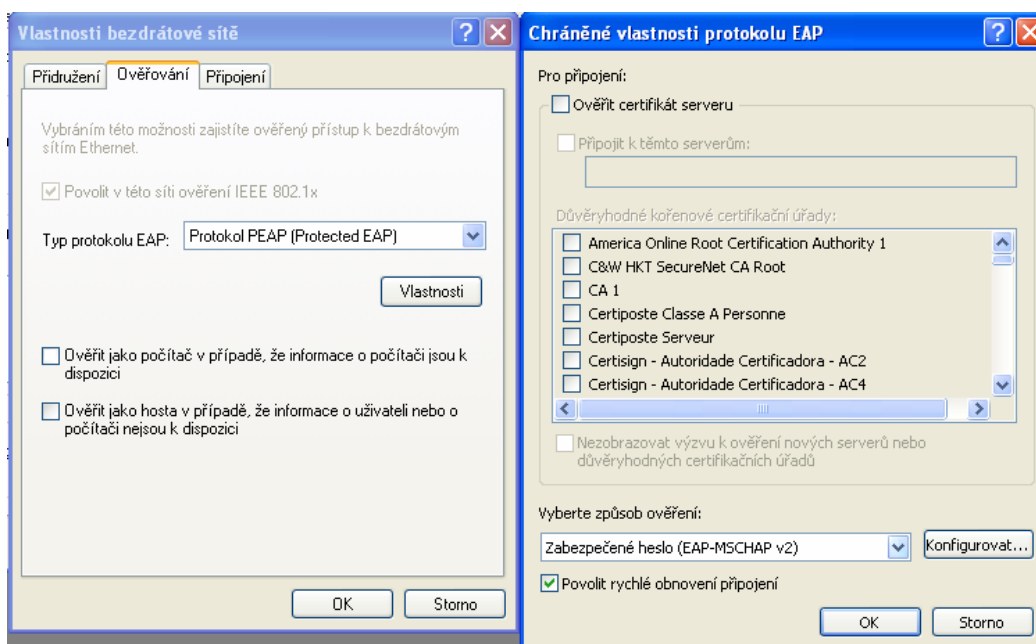 Vlastnosti bezdrátové sítě
Přidružení
Ověřování
Připojení
Vybráním této možnosti zajistíte ověřený přístup k bezdrátovým
sítím Ethernet.
Povolit v této síti ověření IEEE 802.1x
Typ protokolu EAP:
Protokol PEAP (Protected EAP)
Vlastnosti
Ověřit jako počítač v případě, že informace o počítači jsou k
dispozici
Ověřit jako hosta v případě, že informace o uživateli nebo o
počítači nejsou k dispozici
OK
Storno
Chráněné vlastnosti protokolu EAP
Pro připojení:
Ověřit certifikát serveru
Připojit k těmto serverům:
Důvěryhodné kořenové certifikační úřady:
America Online Root Certification Authority 1
C&W HKT SecureNet CA Root
CA 1
Certiposte Classe A Personne
Certiposte Serveur
Certisign - Autoridade Certificadora - AC2
Certisign - Autoridade Certificadora - AC4
Nezobrazovat výzvu k ověření nových serverů nebo
důvěryhodných certifikačních úřadů
Vyberte způsob ověření:
Zabezpečené heslo (EAP-MSCHAP v2)
Konfigurovat...
Povolit rychlé obnovení připojení
OK
Storno